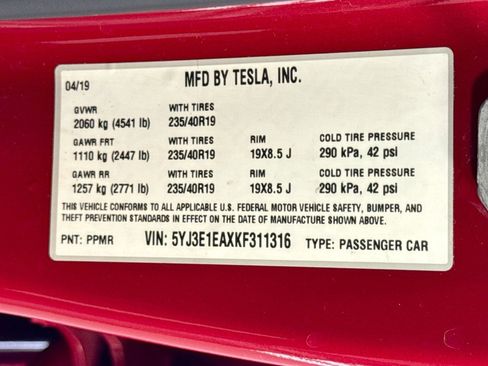 04/19 MFD BY TESLA, INC.
GVWR WITH TIRES
2060 kg (4541 lb) 235/40R19
GAWR FRT WITH TIRES RIM COLD TIRE PRESSURE
1110 kg (2447 lb) 235/40R19 19X8.5 J 290 kPa, 42 psi
GAWR RR WITH TIRES RIM COLD TIRE PRESSURE
1257 kg (2771 lb) 235/40R19 19X8.5 J 290 kPa, 42 psi
THIS VEHICLE CONFORMS TO ALL APPLICABLE U.S. FEDERAL MOTOR VEHICLE SAFETY, BUMPER, AND
THEFT PREVENTION STANDARDS IN EFFECT ON THE DATE OF MANUFACTURE SHOWN ABOVE.
PNT: PPMR VIN: 5YJ3E1EAXKF311316 TYPE: PASSENGER CAR